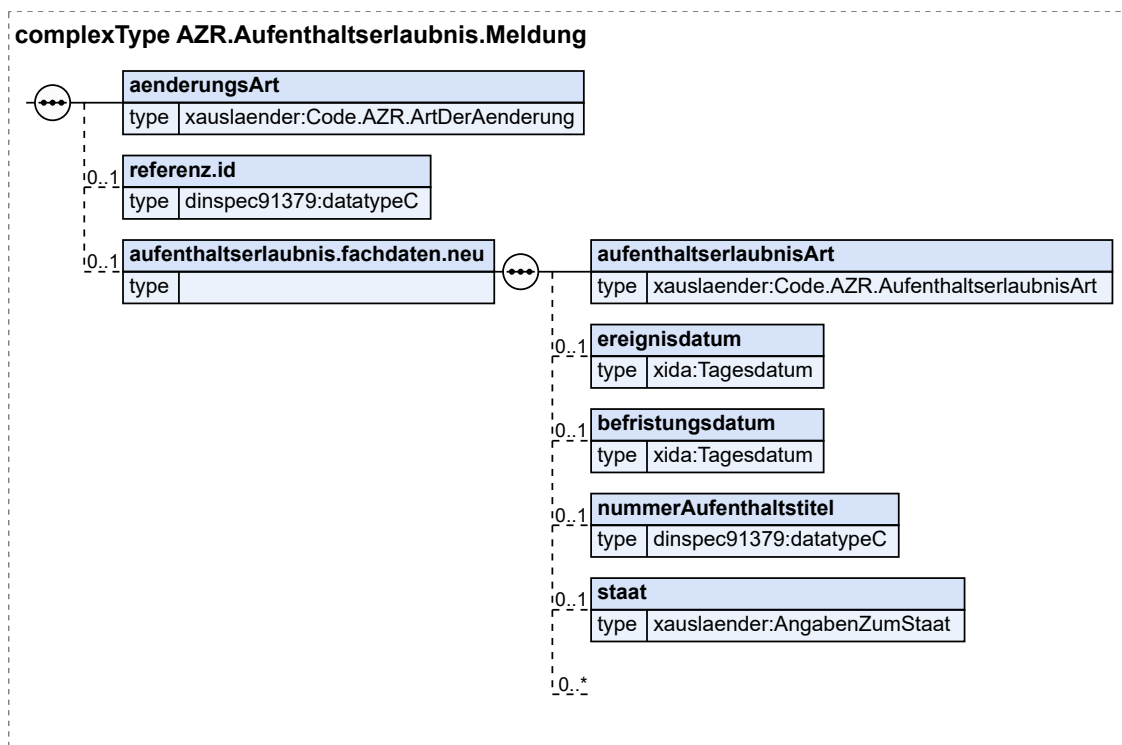 complexType AZR.Aufenthaltserlaubnis.Meldung
aenderungsArt
type xauslaender:Code.AZR.ArtDerAenderung
0..1 referenz.id
type dinspec91379:datatypeC
0..1 aufenthaltserlaubnis.fachdaten.neu
type
aufenthaltserlaubnisArt
type xauslaender:Code.AZR.AufenthaltserlaubnisArt
0..1 ereignisdatum
type xida:Tagesdatum
0..1 befristungsdatum
type xida:Tagesdatum
0..1 nummerAufenthaltstitel
type dinspec91379:datatypeC
0..1 staat
type xauslaender:AngabenZumStaat
0..*